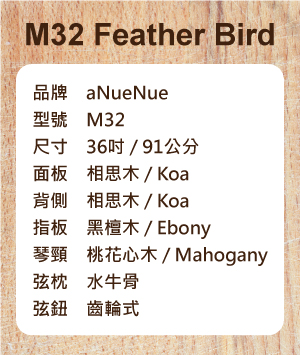 M32 Feather Bird
品牌 aNueNue
型號 M32
尺寸 36吋 / 91公分
面板 相思木 / Koa
背側 相思木 / Koa
指板 黑檀木 / Ebony
琴頸 桃花心木 / Mahogany
弦枕 水牛骨
弦鈕 齒輪式